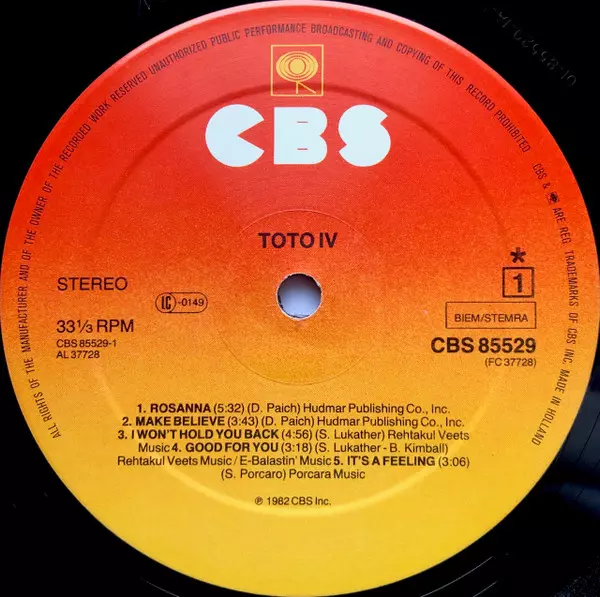 ALL RIGHTS OF THE MANUFACTURER AND OF THE OWNER OF THE RECORDED WORK RESERVED UNAUTHORIZED PUBLIC PERFORMANCE BROADCASTING AND COPYING OF THIS RECORD PROHIBITED
CBS & ARE REG. TRADEMARKS OF CBS INC. MADE IN HOLLAND
CBS
TOTO IV
STEREO
IC -0149
* 1
33 1/3 RPM
BIEM/STEMRA
CBS 85529-1
CBS 85529
AL 37728
(FC 37728)
1. ROSANNA (5:32) (D. Paich) Hudmar Publishing Co., Inc.
2. MAKE BELIEVE (3:43) (D. Paich) Hudmar Publishing Co., Inc.
3. I WON'T HOLD YOU BACK (4:56) (S. Lukather) Rehtakul Veets
Music 4. GOOD FOR YOU (3:18) (S. Lukather - B. Kimball)
Rehtakul Veets Music / E-Balastin' Music 5. IT'S A FEELING (3:06)
(S. Porcaro) Porcara Music
℗ 1982 CBS Inc.